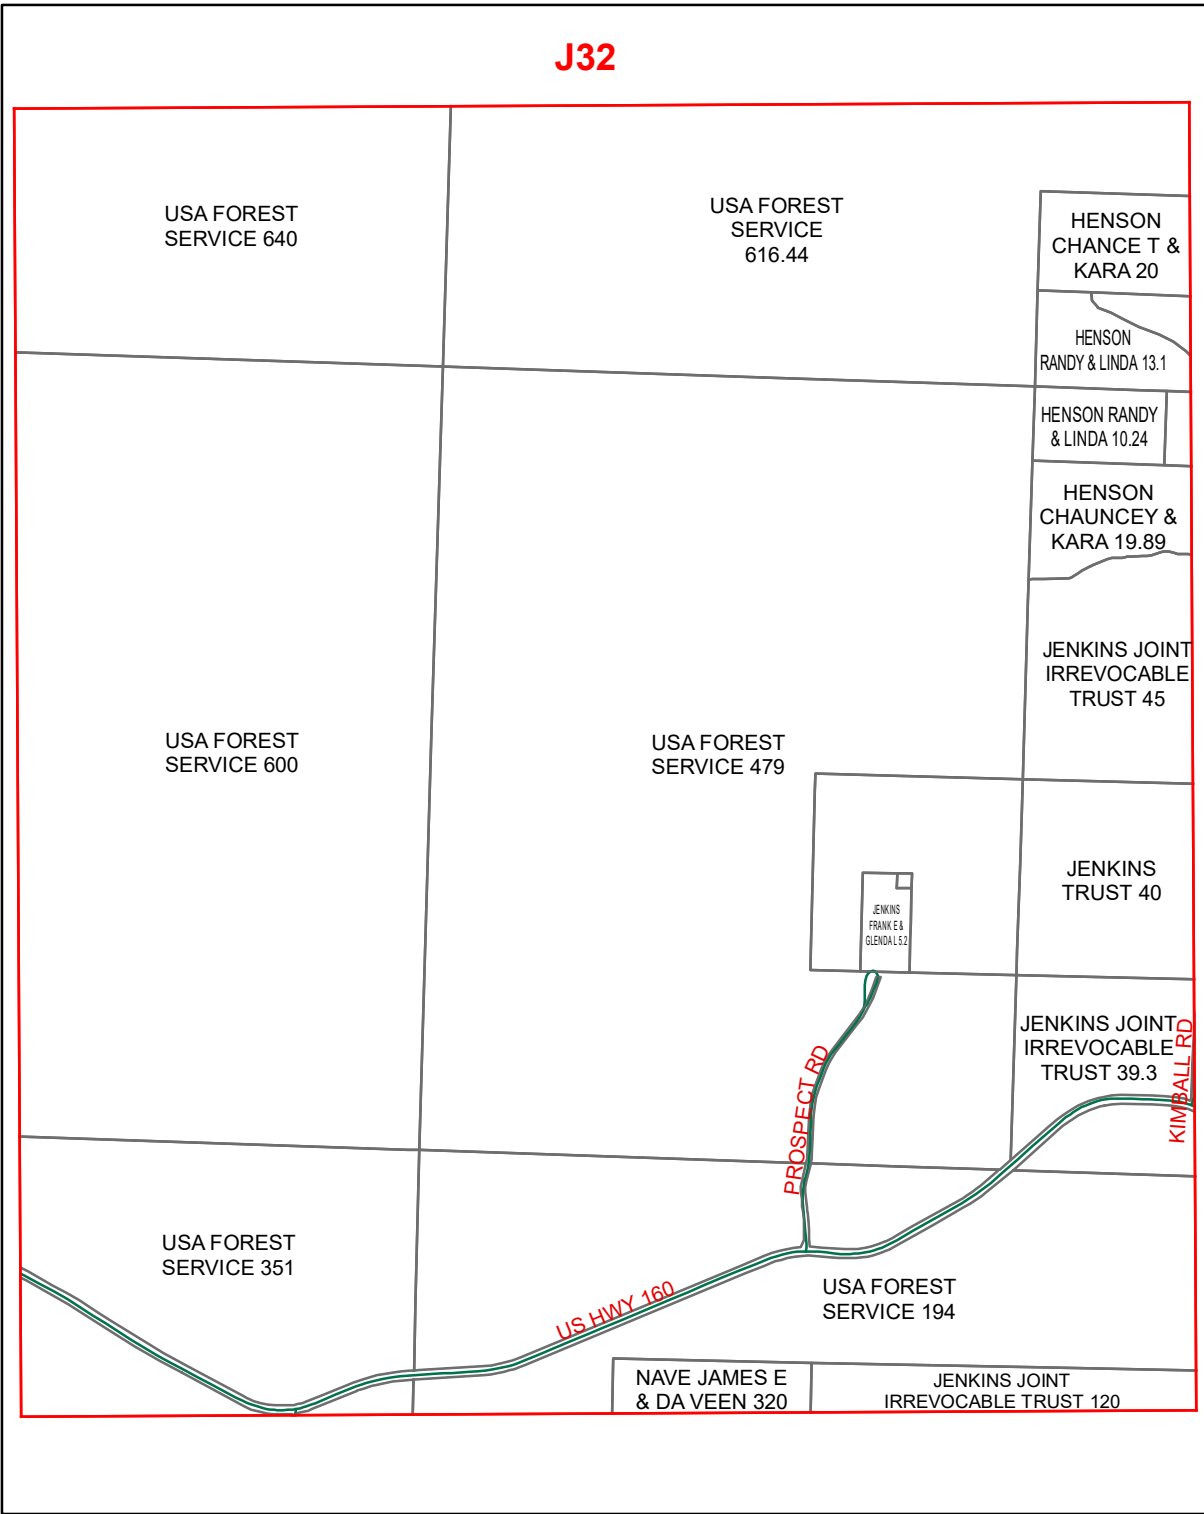 J32
USA FOREST
SERVICE 640
USA FOREST
SERVICE
616.44
HENSON
CHANCE T &
KARA 20
HENSON
RANDY & LINDA 13.1
HENSON RANDY
& LINDA 10.24
HENSON
CHAUNCEY &
KARA 19.89
JENKINS JOINT
IRREVOCABLE
TRUST 45
USA FOREST
SERVICE 600
USA FOREST
SERVICE 479
JENKINS
TRUST 40
JENKINS
FRANK E &
GLENDA L 5.2
JENKINS JOINT
IRREVOCABLE
TRUST 39.3
KIMBALL RD
PROSPECT RD
USA FOREST
SERVICE 351
US HWY 160
USA FOREST
SERVICE 194
NAVE JAMES E
& DA VEEN 320
JENKINS JOINT
IRREVOCABLE TRUST 120